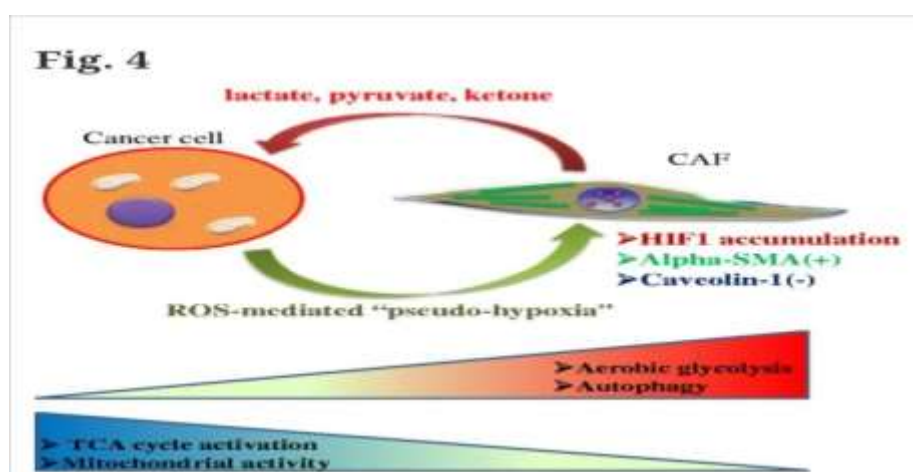 Fig. 4
lactate, pyruvate, ketone
Cancer cell
CAF
➢HIF1 accumulation
➢Alpha-SMA(+)
➢Caveolin-1(-)
ROS-mediated “pseudo-hypoxia”
➢Aerobic glycolysis
➢Autophagy
➢ TCA cycle activation
➢Mitochondrial activity